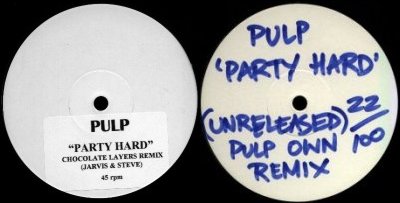 PULP
"PARTY HARD"
CHOCOLATE LAYERS REMIX
(JARVIS & STEVE)
45 rpm
PULP
'PARTY HARD'
(UNRELEASED) 22/100
PULP OWN
REMIX